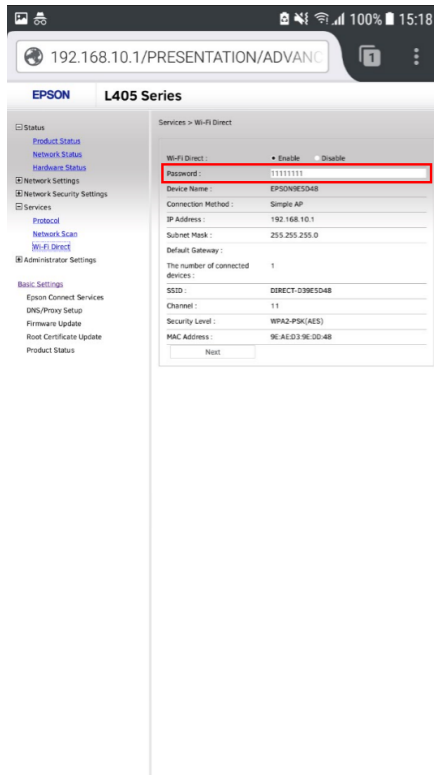 100% 15:18
192.168.10.1/PRESENTATION/ADVANC
1
EPSON L405 Series
Status
Product Status
Network Status
Hardware Status
Network Settings
Network Security Settings
Services
Protocol
Network Scan
Wi-Fi Direct
Administrator Settings
Basic Settings
Epson Connect Services
DNS/Proxy Setup
Firmware Update
Root Certificate Update
Product Status
Services > Wi-Fi Direct
Wi-Fi Direct : Enable Disable
Password : 11111111
Device Name : EPSON9E5D48
Connection Method : Simple AP
IP Address : 192.168.10.1
Subnet Mask : 255.255.255.0
Default Gateway :
The number of connected 1
devices :
SSID : DIRECT-D39E5D48
Channel : 11
Security Level : WPA2-PSK(AES)
MAC Address : 9E:AE:D3:9E:DD:48
Next